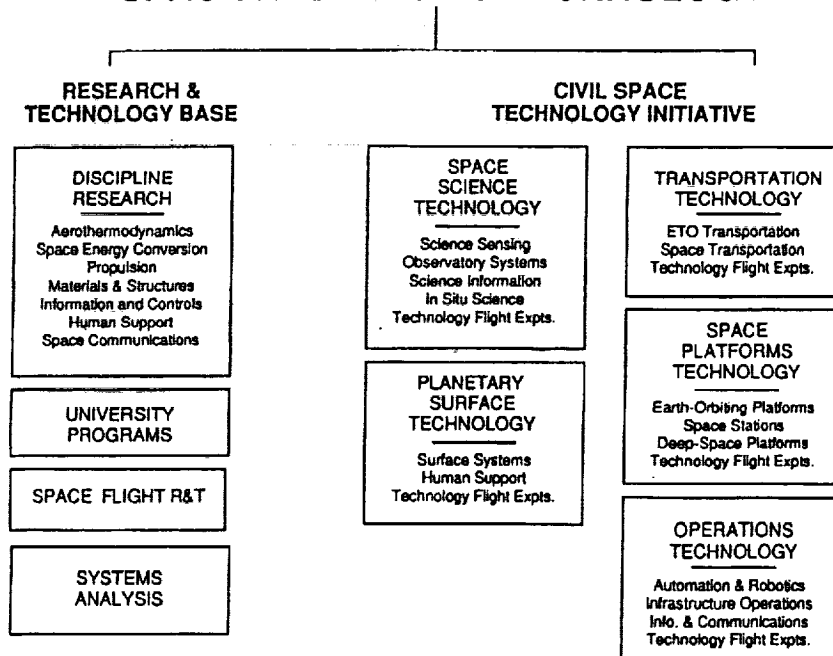 RESEARCH &
TECHNOLOGY BASE
DISCIPLINE
RESEARCH
Aerothermodynamics
Space Energy Conversion
Propulsion
Materials & Structures
Information and Controls
Human Support
Space Communications
UNIVERSITY
PROGRAMS
SPACE FLIGHT R&T
SYSTEMS
ANALYSIS
CIVIL SPACE
TECHNOLOGY INITIATIVE
SPACE
SCIENCE
TECHNOLOGY
Science Sensing
Observatory Systems
Science Information
In Situ Science
Technology Flight Expts.
PLANETARY
SURFACE
TECHNOLOGY
Surface Systems
Human Support
Technology Flight Expts.
TRANSPORTATION
TECHNOLOGY
ETO Transportation
Space Transportation
Technology Flight Expts.
SPACE
PLATFORMS
TECHNOLOGY
Earth-Orbiting Platforms
Space Stations
Deep-Space Platforms
Technology Flight Expts.
OPERATIONS
TECHNOLOGY
Automation & Robotics
Infrastructure Operations
Info. & Communications
Technology Flight Expts.